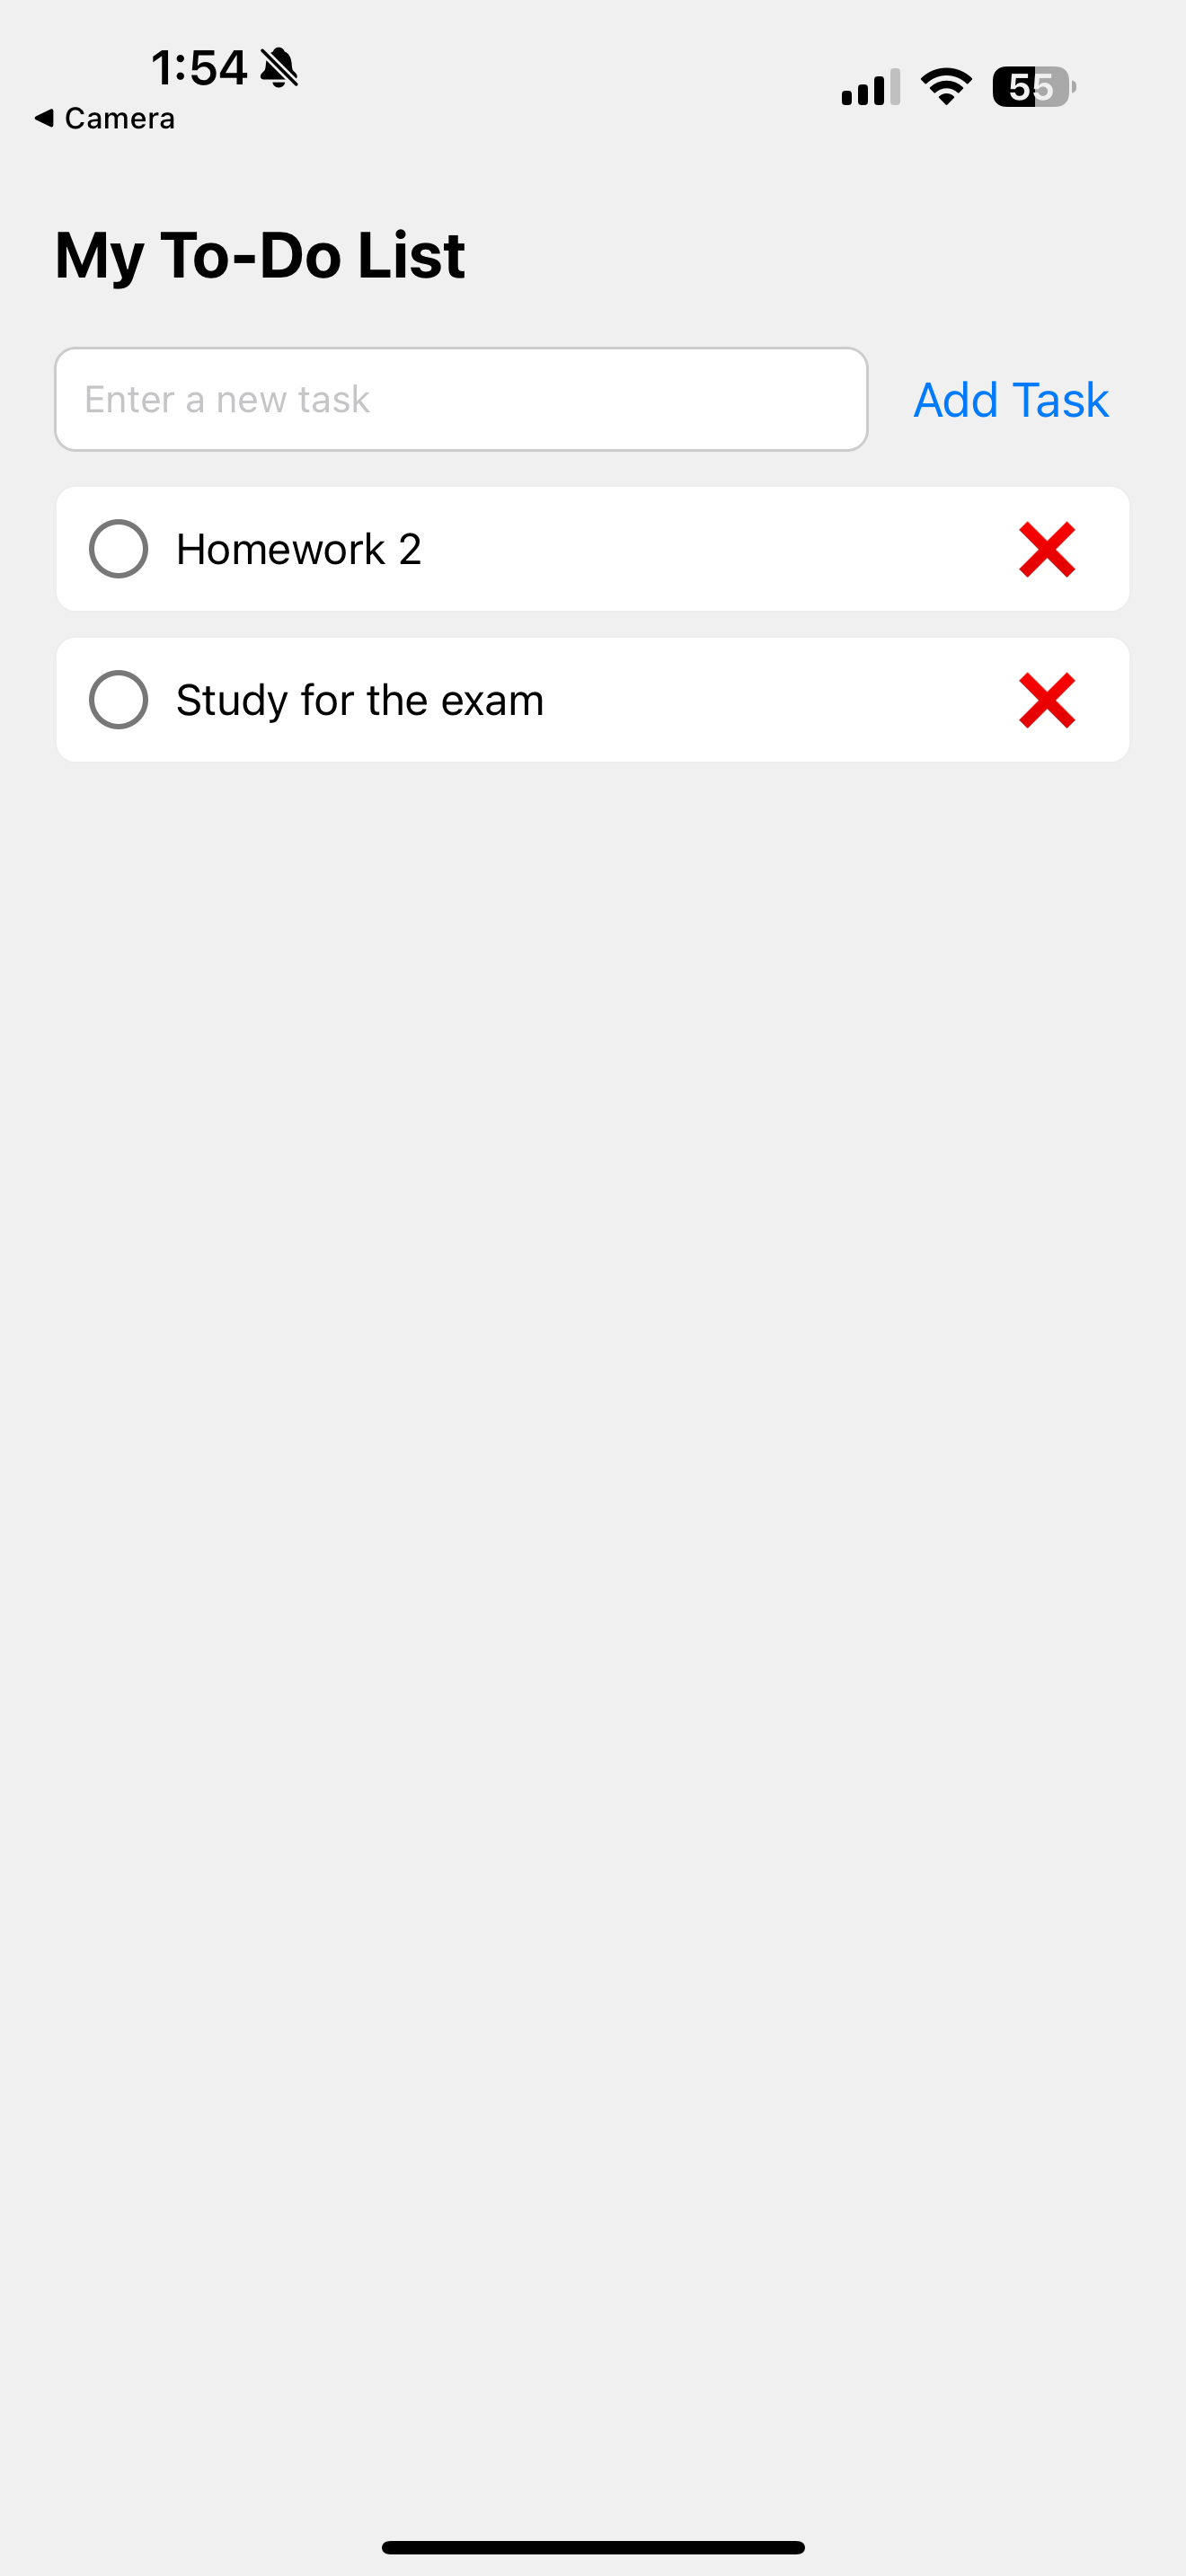 1:54
55
Camera
My To-Do List
Enter a new task
Add Task
Homework 2
Study for the exam